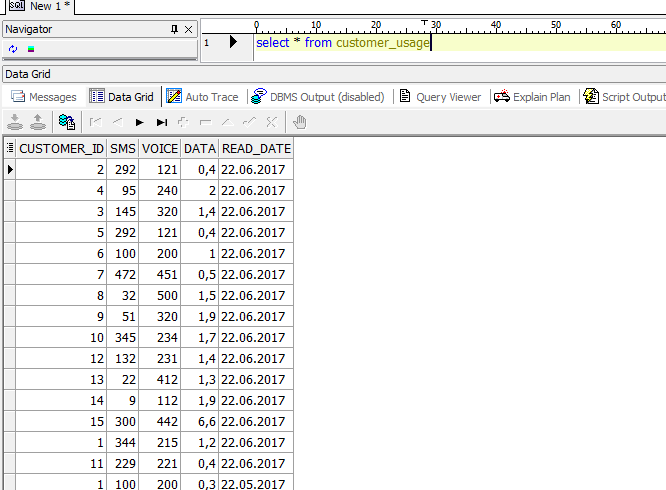 SQL New 1 *
Navigator
0 10 20 30 40 50 60
1 select * from customer_usage
Data Grid
Messages Data Grid Auto Trace DBMS Output (disabled) Query Viewer Explain Plan Script Output
CUSTOMER_ID SMS VOICE DATA READ_DATE
2 292 121 0,4 22.06.2017
4 95 240 2 22.06.2017
3 145 320 1,4 22.06.2017
5 292 121 0,4 22.06.2017
6 100 200 1 22.06.2017
7 472 451 0,5 22.06.2017
8 32 500 1,5 22.06.2017
9 51 320 1,9 22.06.2017
10 345 234 1,7 22.06.2017
12 132 231 1,4 22.06.2017
13 22 412 1,3 22.06.2017
14 9 112 1,9 22.06.2017
15 300 442 6,6 22.06.2017
1 344 215 1,2 22.06.2017
11 229 221 0,4 22.06.2017
1 100 200 0,3 22.05.2017